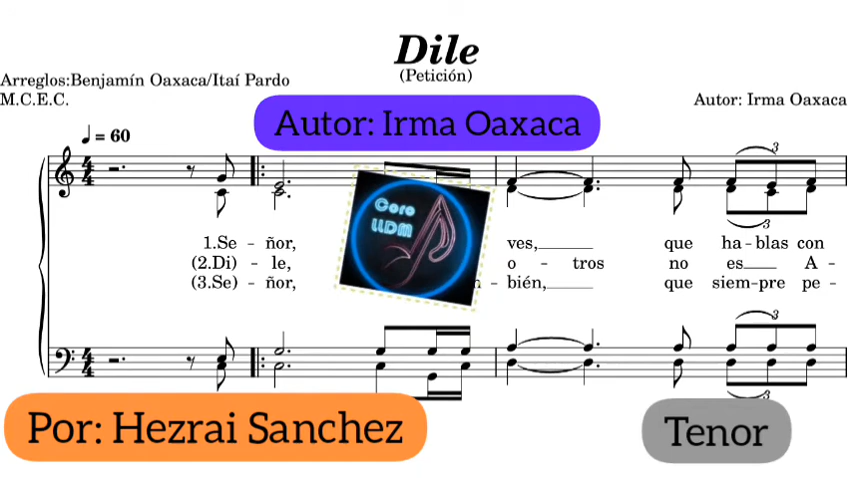 Dile
(Petición)
Arreglos:Benjamín Oaxaca/Itaí Pardo
M.C.E.C.
Autor: Irma Oaxaca
Autor: Irma Oaxaca
= 60
Coro
LLDM
1.Se - ñor, ves, que ha-blas con
(2.Di) - le, o - tros no es A -
(3.Se) - ñor, - bién, que siem-pre pe -
Por: Hezrai Sanchez
Tenor